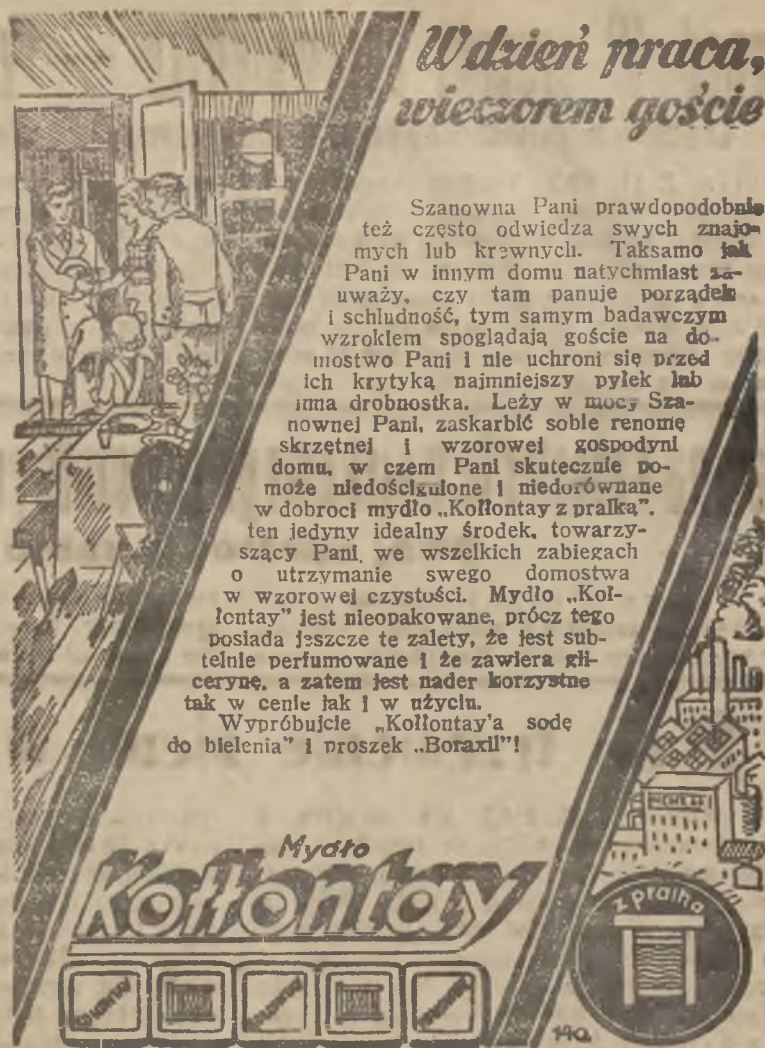 W dzień praca,
wieczorem goście
Szanowna Pani prawdopodobnie
też często odwiedza swych znajo-
mych lub krewnych. Taksamo jak
Pani w innym domu natychmiast za-
uważy, czy tam panuje porządek
i schludność, tym samym badawczym
wzrokiem spoglądają goście na do-
mostwo Pani i nie uchroni się przed
ich krytyką najmniejszy pyłek lub
inna drobnostka. Leży w mocy Sza-
nownej Pani, zaskarbić sobie renomę
skrzętnej i wzorowej gospodyni
domu, w czem Pani skutecznie po-
może niedoścignione i niedorównane
w dobroci mydło „Kołłontay z pralką”.
ten jedyny idealny środek, towarzy-
szący Pani, we wszelkich zabiegach
o utrzymanie swego domostwa
w wzorowej czystości. Mydło „Koł-
łontay” jest nieopakowane, prócz tego
posiada jeszcze te zalety, że jest sub-
telnie perfumowane i że zawiera gli-
cerynę, a zatem jest nader korzystne
tak w cenie jak i w użyciu.
Wypróbujcie „Kołłontay'a sodę
do bielenia” i proszek „Boraxil”!
Mydło
Kołłontay
z pralką
140